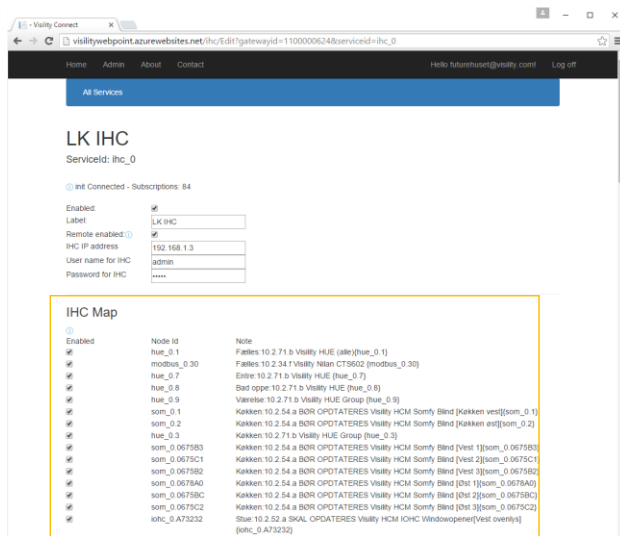 - Visility Connect
visilitywebpoint.azurewebsites.net/ihc/Edit?gatewayid=1100000624&serviceid=ihc_0
Home Admin About Contact Hello futurehuset@visility.com! Log off
All Services
LK IHC
ServiceId: ihc_0
init Connected - Subscriptions: 84
Enabled:
Label: LK IHC
Remote enabled:
IHC IP address 192.168.1.3
User name for IHC admin
Password for IHC •••••
IHC Map
Enabled Node Id Note
hue_0.1 Fælles:10.2.71.b Visility HUE (alle){hue_0.1}
modbus_0.30 Fælles:10.2.34.f Visility Nilan CTS602 {modbus_0.30}
hue_0.7 Entre:10.2.71.b Visility HUE {hue_0.7}
hue_0.8 Bad oppe:10.2.71.b Visility HUE {hue_0.8}
hue_0.9 Værelse:10.2.71.b Visility HUE Group {hue_0.9}
som_0.1 Køkken:10.2.54.a BØR OPDTATERES Visility HCM Somfy Blind [Køkken vest]{som_0.1}
som_0.2 Køkken:10.2.54.a BØR OPDTATERES Visility HCM Somfy Blind [Køkken øst]{som_0.2}
hue_0.3 Køkken:10.2.71.b Visility HUE Group {hue_0.3}
som_0.0675B3 Køkken:10.2.54.a BØR OPDTATERES Visility HCM Somfy Blind [Vest 1]{som_0.0675B3}
som_0.0675C1 Køkken:10.2.54.a BØR OPDTATERES Visility HCM Somfy Blind [Vest 2]{som_0.0675C1}
som_0.0675B2 Køkken:10.2.54.a BØR OPDTATERES Visility HCM Somfy Blind [Vest 3]{som_0.0675B2}
som_0.0678A0 Køkken:10.2.54.a BØR OPDTATERES Visility HCM Somfy Blind [Øst 1]{som_0.0678A0}
som_0.0675BC Køkken:10.2.54.a BØR OPDTATERES Visility HCM Somfy Blind [Øst 2]{som_0.0675BC}
som_0.0675C2 Køkken:10.2.54.a BØR OPDTATERES Visility HCM Somfy Blind [Øst 3]{som_0.0675C2}
iohc_0.A73232 Stue:10.2.52.a SKAL OPDATERES Visility HCM IOHC Windowopener[Vest ovenlys]
{iohc_0.A73232}